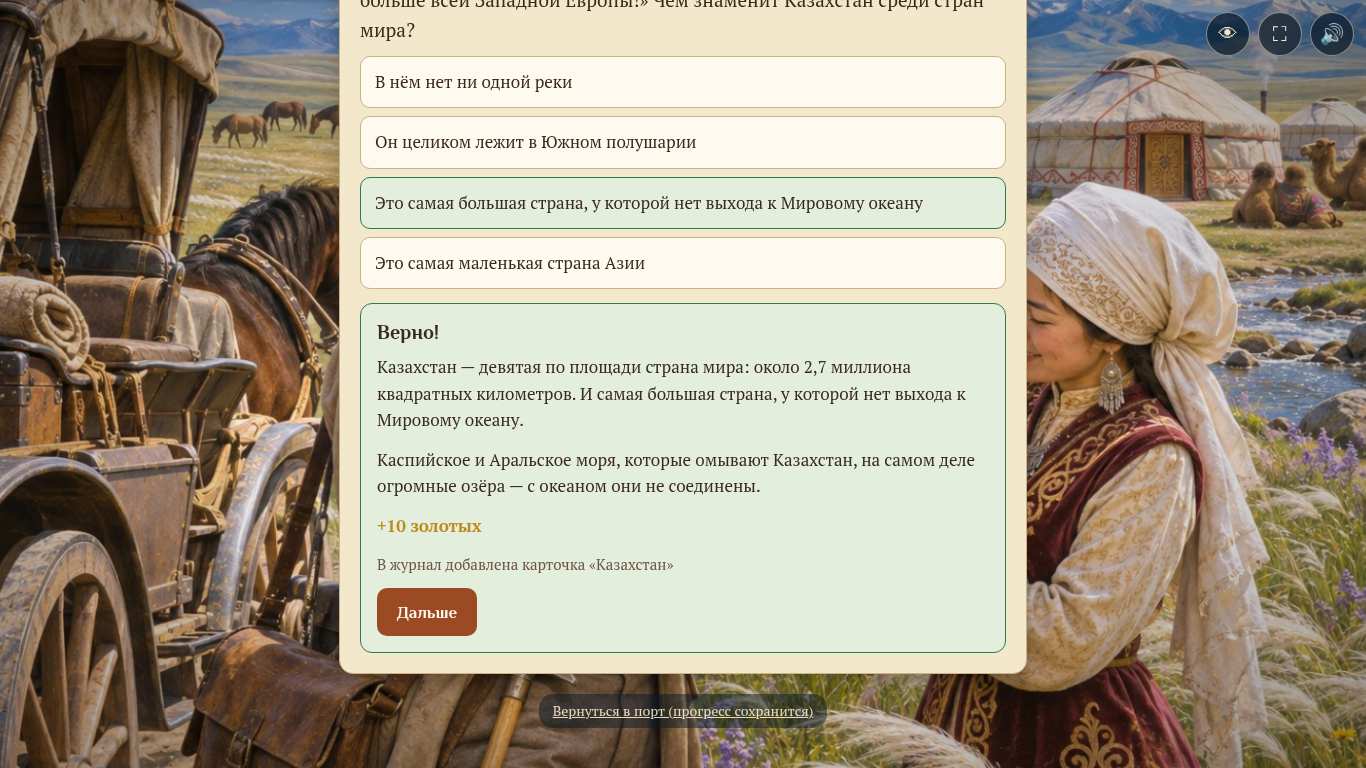 больше всей Западной Европы!» Чем знаменит Казахстан среди стран
мира?
В нём нет ни одной реки
Он целиком лежит в Южном полушарии
Это самая большая страна, у которой нет выхода к Мировому океану
Это самая маленькая страна Азии
Верно!
Казахстан — девятая по площади страна мира: около 2,7 миллиона
квадратных километров. И самая большая страна, у которой нет выхода к
Мировому океану.
Каспийское и Аральское моря, которые омывают Казахстан, на самом деле
огромные озёра — с океаном они не соединены.
+10 золотых
В журнал добавлена карточка «Казахстан»
Дальше
Вернуться в порт (прогресс сохранится)